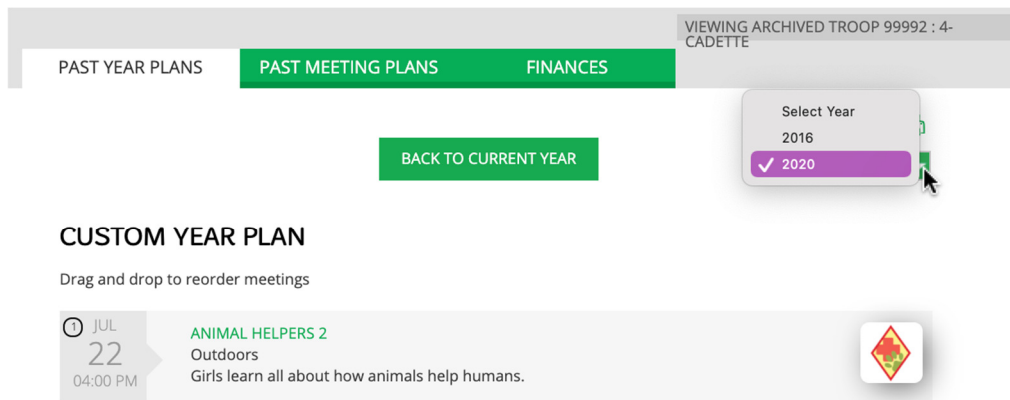 VIEWING ARCHIVED TROOP 99992 : 4-
CADETTE
PAST YEAR PLANS
PAST MEETING PLANS
FINANCES
Select Year
2016
2020
BACK TO CURRENT YEAR
CUSTOM YEAR PLAN
Drag and drop to reorder meetings
1
JUL
22
04:00 PM
ANIMAL HELPERS 2
Outdoors
Girls learn all about how animals help humans.